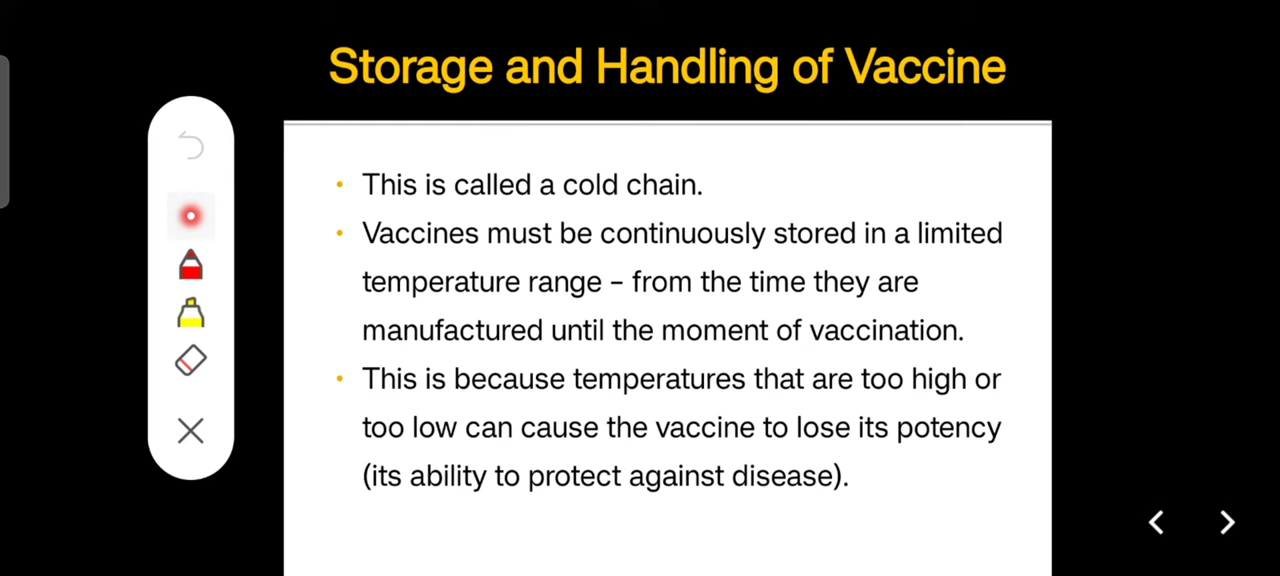 Storage and Handling of Vaccine
• This is called a cold chain.
• Vaccines must be continuously stored in a limited
temperature range – from the time they are
manufactured until the moment of vaccination.
• This is because temperatures that are too high or
too low can cause the vaccine to lose its potency
(its ability to protect against disease).